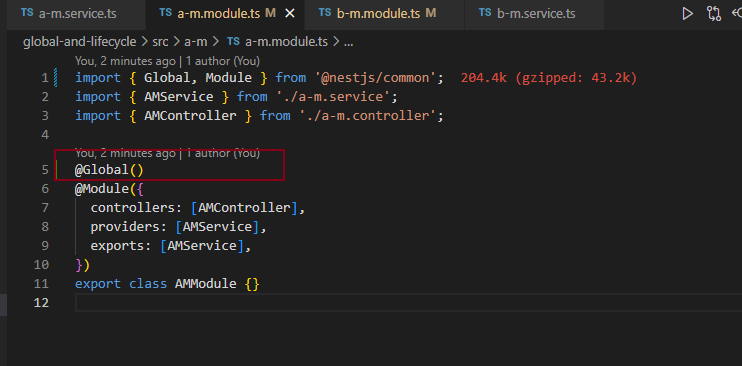 TS a-m.service.ts TS a-m.module.ts M TS b-m.module.ts M TS b-m.service.ts
global-and-lifecycle > src > a-m > TS a-m.module.ts > ...
You, 2 minutes ago | 1 author (You)
1 import { Global, Module } from '@nestjs/common'; 204.4k (gzipped: 43.2k)
2 import { AMService } from './a-m.service';
3 import { AMController } from './a-m.controller';
4
You, 2 minutes ago | 1 author (You)
5 @Global()
6 @Module({
7 controllers: [AMController],
8 providers: [AMService],
9 exports: [AMService],
10 })
11 export class AMModule {}
12